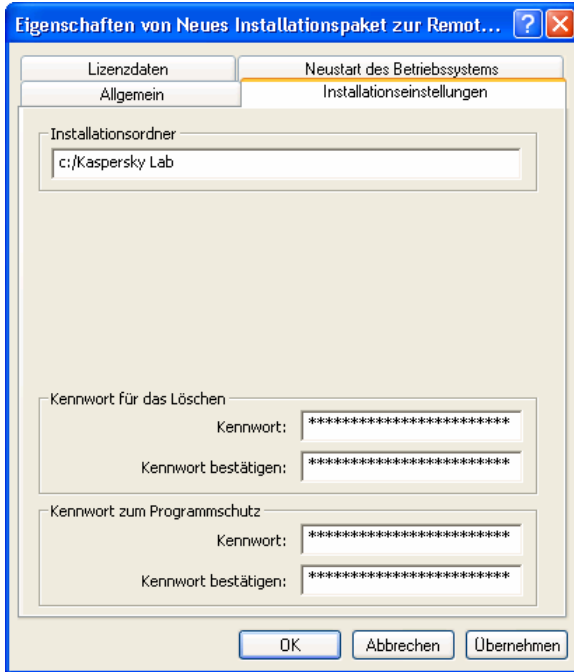 Eigenschaften von Neues Installationspaket zur Remot...
Lizenzdaten
Neustart des Betriebssystems
Allgemein
Installationseinstellungen
Installationsordner
c:/Kaspersky Lab
Kennwort für das Löschen
Kennwort: ************************
Kennwort bestätigen: ************************
Kennwort zum Programmschutz
Kennwort: ************************
Kennwort bestätigen: ************************
OK
Abbrechen
Übernehmen